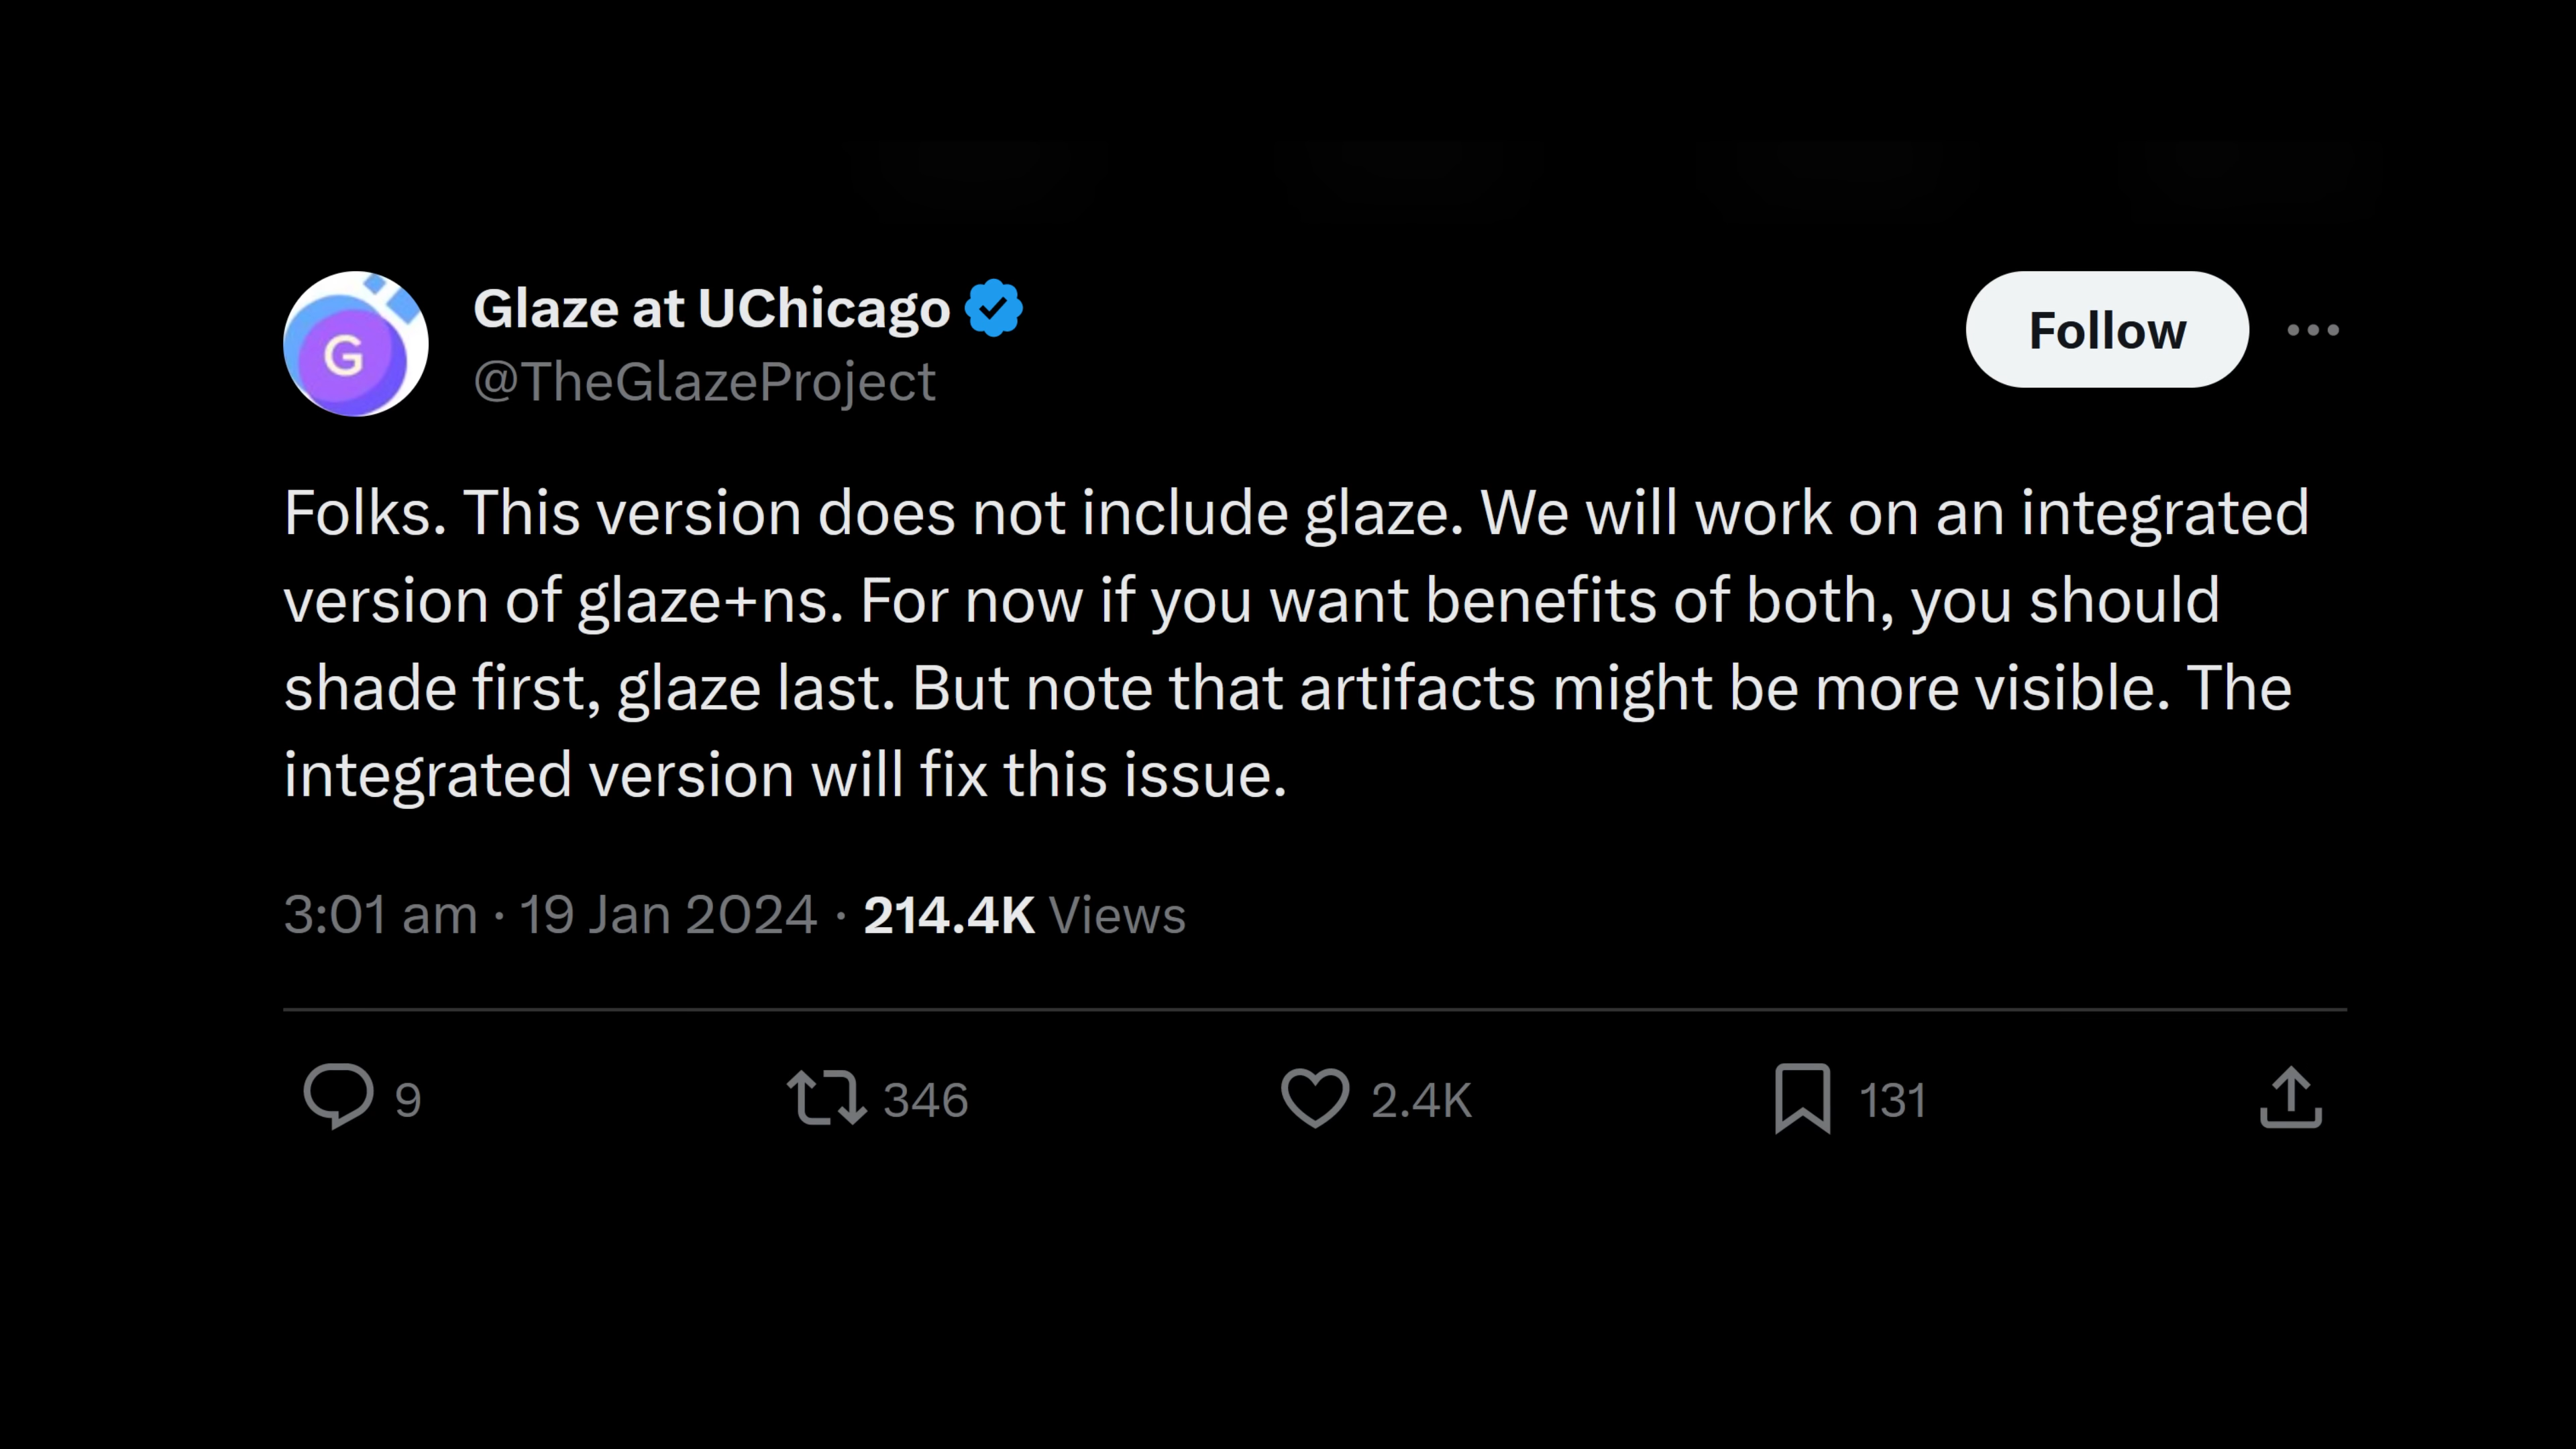 G
Glaze at UChicago
@TheGlazeProject
Follow
Folks. This version does not include glaze. We will work on an integrated
version of glaze+ns. For now if you want benefits of both, you should
shade first, glaze last. But note that artifacts might be more visible. The
integrated version will fix this issue.
3:01 am · 19 Jan 2024 · 214.4K Views
9 346 2.4K 131